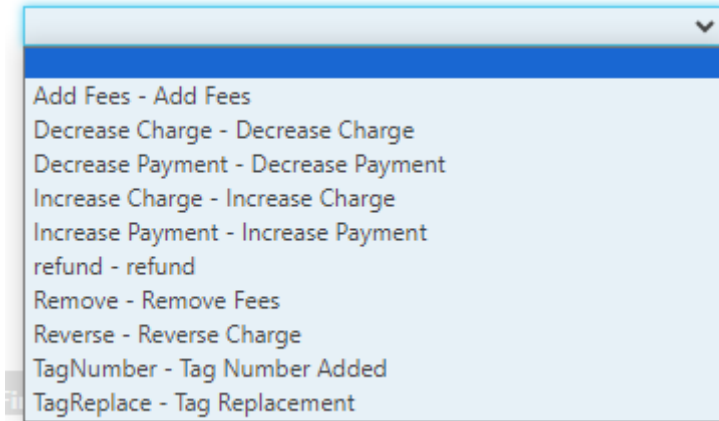 Add Fees - Add Fees
Decrease Charge - Decrease Charge
Decrease Payment - Decrease Payment
Increase Charge - Increase Charge
Increase Payment - Increase Payment
refund - refund
Remove - Remove Fees
Reverse - Reverse Charge
TagNumber - Tag Number Added
TagReplace - Tag Replacement